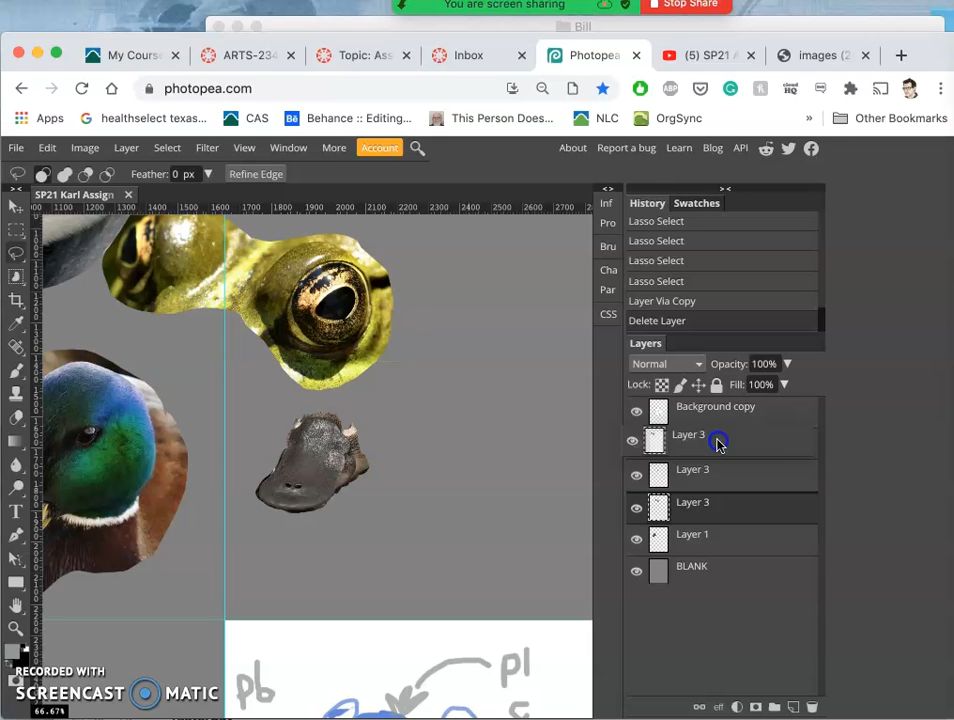 You are screen sharing
Stop Share
Bill
My Course
ARTS-234
Topic: Ass
Inbox
Photopea
(5) SP21 A
images (2
photopea.com
Apps
healthselect texas...
CAS
Behance :: Editing...
This Person Does...
NLC
OrgSync
»
Other Bookmarks
File Edit Image Layer Select Filter View Window More Account
About Report a bug Learn Blog API
Feather: 0 px Refine Edge
SP21 Karl Assign
1100 1200 1300 1400 1500 1600 1700 1800 1900 2000 2100 2200 2300 2400 2500 2600
Inf
Pro
Bru
Cha
Par
CSS
History Swatches
Lasso Select
Lasso Select
Lasso Select
Lasso Select
Layer Via Copy
Delete Layer
Layers
Normal Opacity: 100%
Lock: Fill: 100%
Background copy
Layer 3
Layer 3
Layer 3
Layer 1
BLANK
eff
pb
pl
RECORDED WITH
SCREENCAST MATIC
66.67%